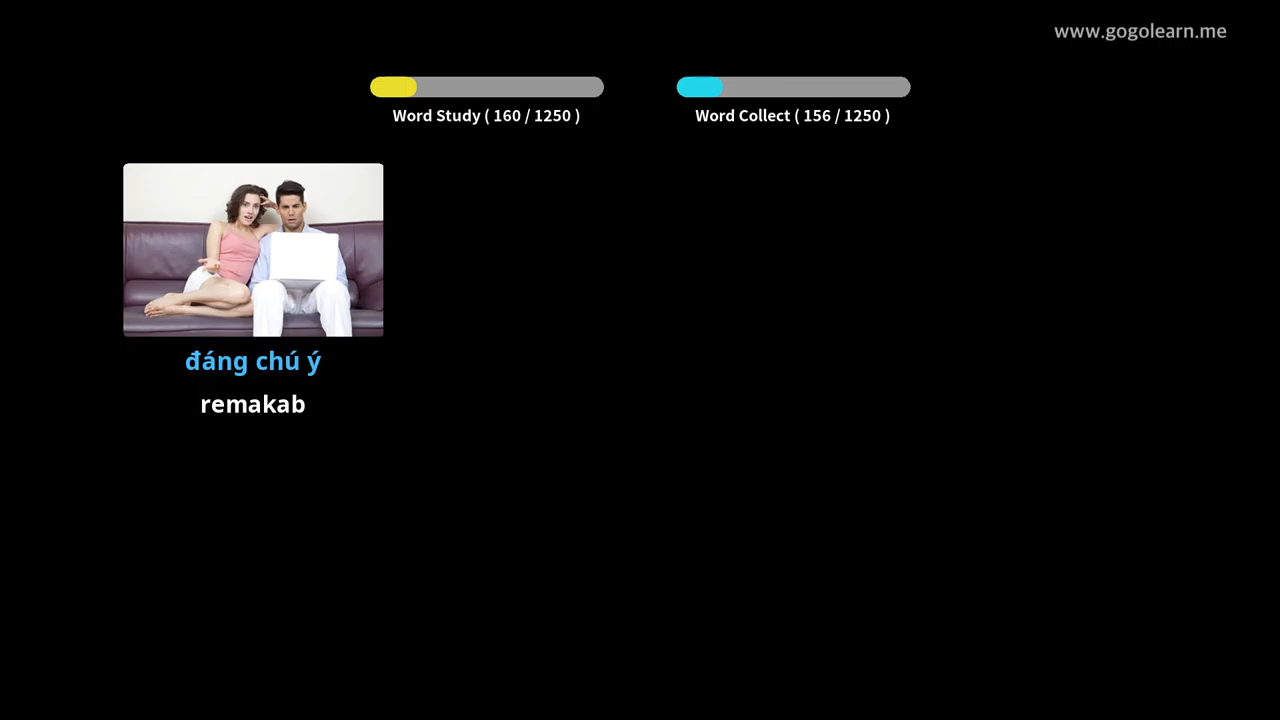 www.gogolearn.me
Word Study ( 160 / 1250 )
Word Collect ( 156 / 1250 )
đáng chú ý
remakab